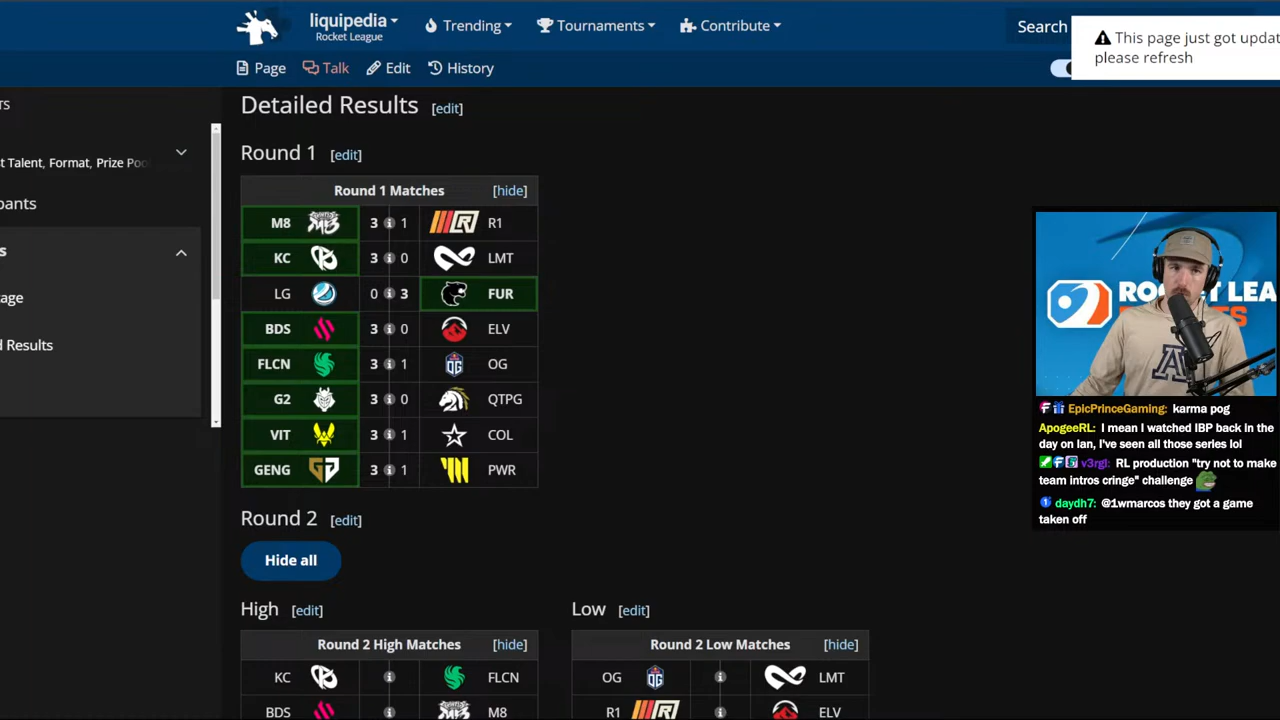 liquipedia
Rocket League
Trending
Tournaments
Contribute
Search
This page just got updat
please refresh
Page
Talk
Edit
History
rs
t Talent, Format, Prize Poo
pants
s
age
d Results
Detailed Results [edit]
Round 1 [edit]
Round 1 Matches [hide]
M8 3 1 R1
KC 3 0 LMT
LG 0 3 FUR
BDS 3 0 ELV
FLCN 3 1 OG
G2 3 0 QTPG
VIT 3 1 COL
GENG 3 1 PWR
Round 2 [edit]
Hide all
High [edit]
Round 2 High Matches [hide]
KC FLCN
BDS M8
Low [edit]
Round 2 Low Matches [hide]
OG LMT
R1 ELV
ROCKET LEA
EpicPrinceGaming: karma pog
ApogeeRL: I mean I watched IBP back in the
day on lan, I've seen all those series lol
v3rgl: RL production "try not to make
team intros cringe" challenge
daydh7: @1wmarcos they got a game
taken off